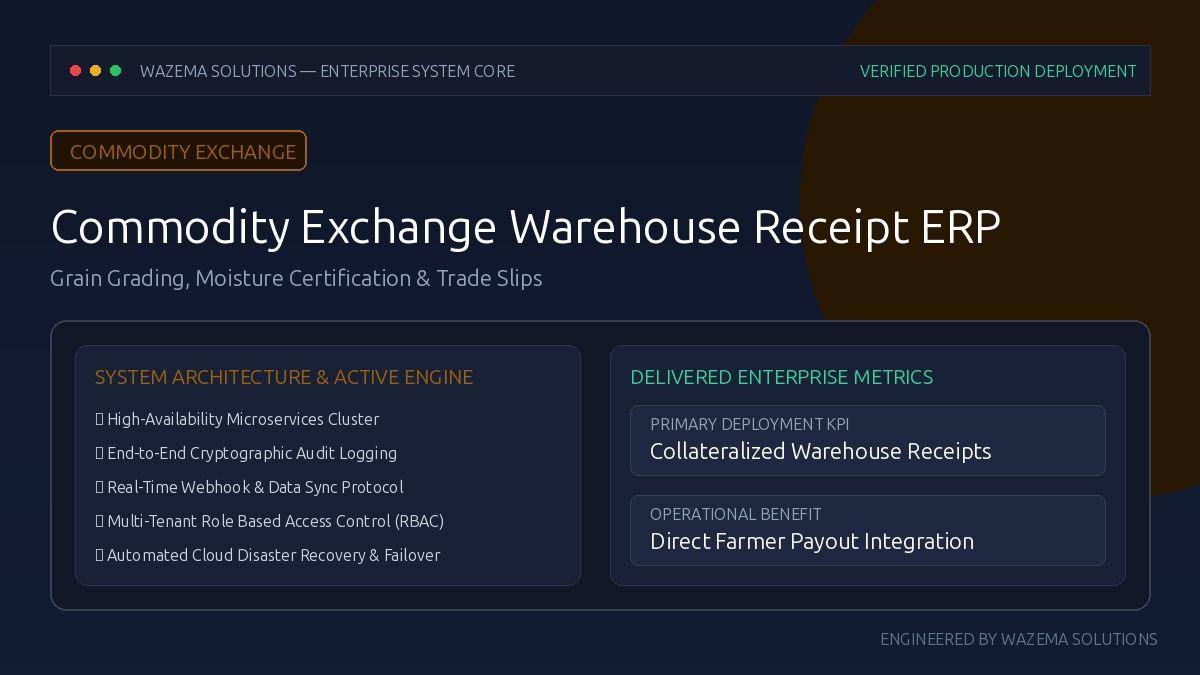 WAZEMA SOLUTIONS — ENTERPRISE SYSTEM CORE
VERIFIED PRODUCTION DEPLOYMENT
COMMODITY EXCHANGE
Commodity Exchange Warehouse Receipt ERP
Grain Grading, Moisture Certification & Trade Slips
SYSTEM ARCHITECTURE & ACTIVE ENGINE
High-Availability Microservices Cluster
End-to-End Cryptographic Audit Logging
Real-Time Webhook & Data Sync Protocol
Multi-Tenant Role Based Access Control (RBAC)
Automated Cloud Disaster Recovery & Failover
DELIVERED ENTERPRISE METRICS
PRIMARY DEPLOYMENT KPI
Collateralized Warehouse Receipts
OPERATIONAL BENEFIT
Direct Farmer Payout Integration
ENGINEERED BY WAZEMA SOLUTIONS